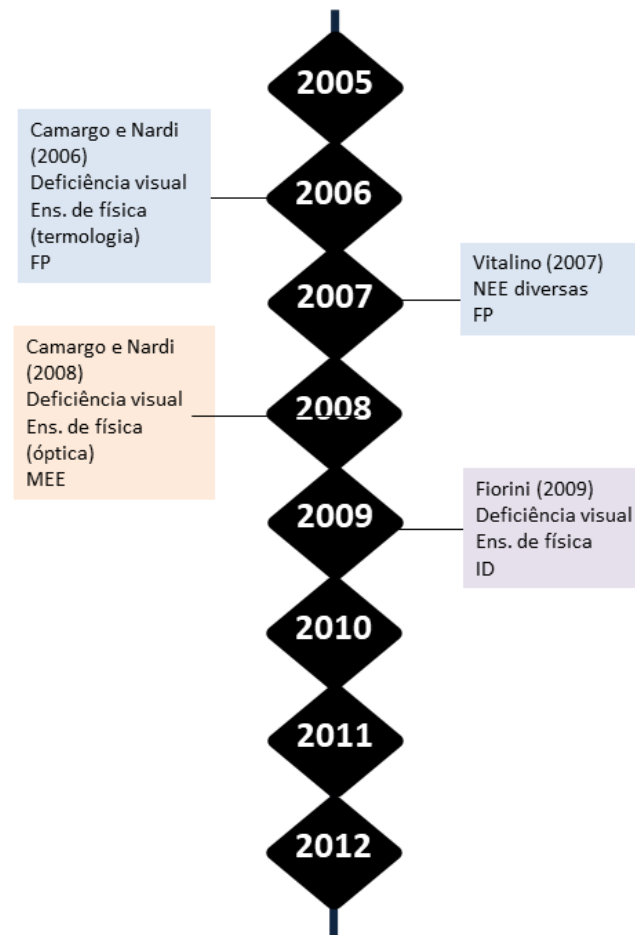 2005
Camargo e Nardi
(2006)
Deficiência visual
Ens. de física
(termologia)
FP
2006
Vitalino (2007)
NEE diversas
FP
2007
Camargo e Nardi
(2008)
Deficiência visual
Ens. de física
(óptica)
MEE
2008
Fiorini (2009)
Deficiência visual
Ens. de física
ID
2009
2010
2011
2012